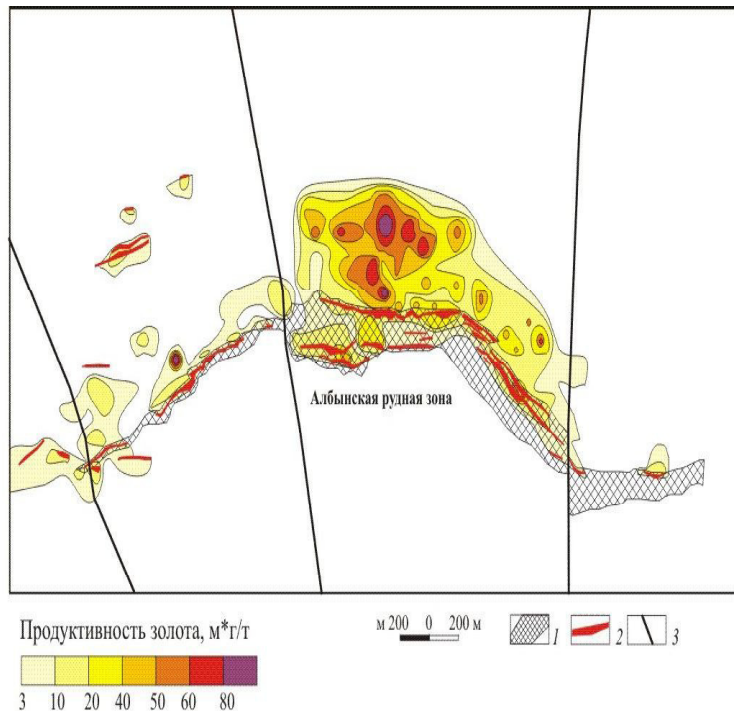 Албынская рудная зона
Продуктивность золота, м*г/т
3 10 20 40 50 60 80
м 200 0 200 м
1 2 3